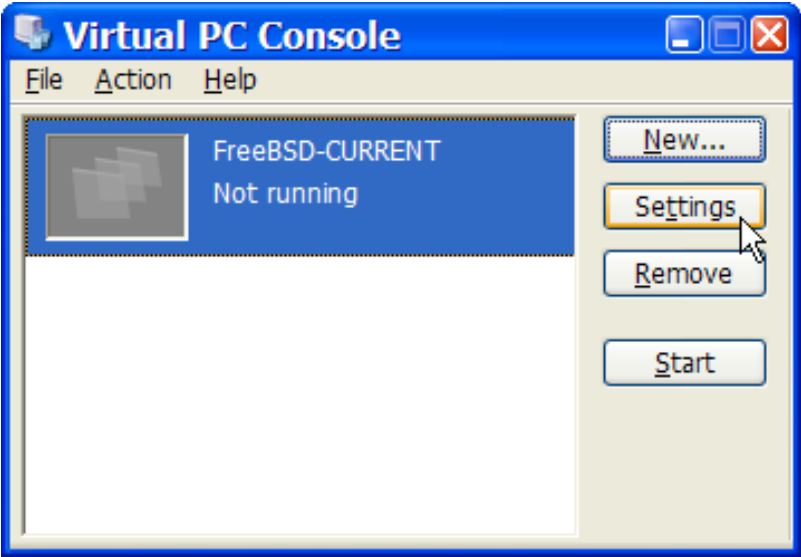 Virtual PC Console
File Action Help
FreeBSD-CURRENT
Not running
New...
Settings
Remove
Start